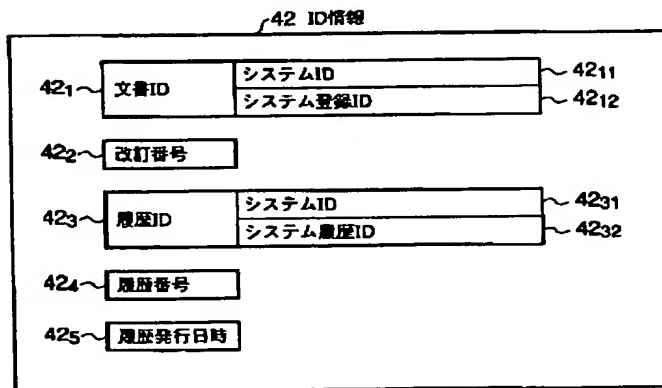 42 ID情報
42₁ 文書ID システムID 42₁₁
システム登録ID 42₁₂
42₂ 改訂番号
42₃ 履歴ID システムID 42₃₁
システム履歴ID 42₃₂
42₄ 履歴番号
42₅ 履歴発行日時